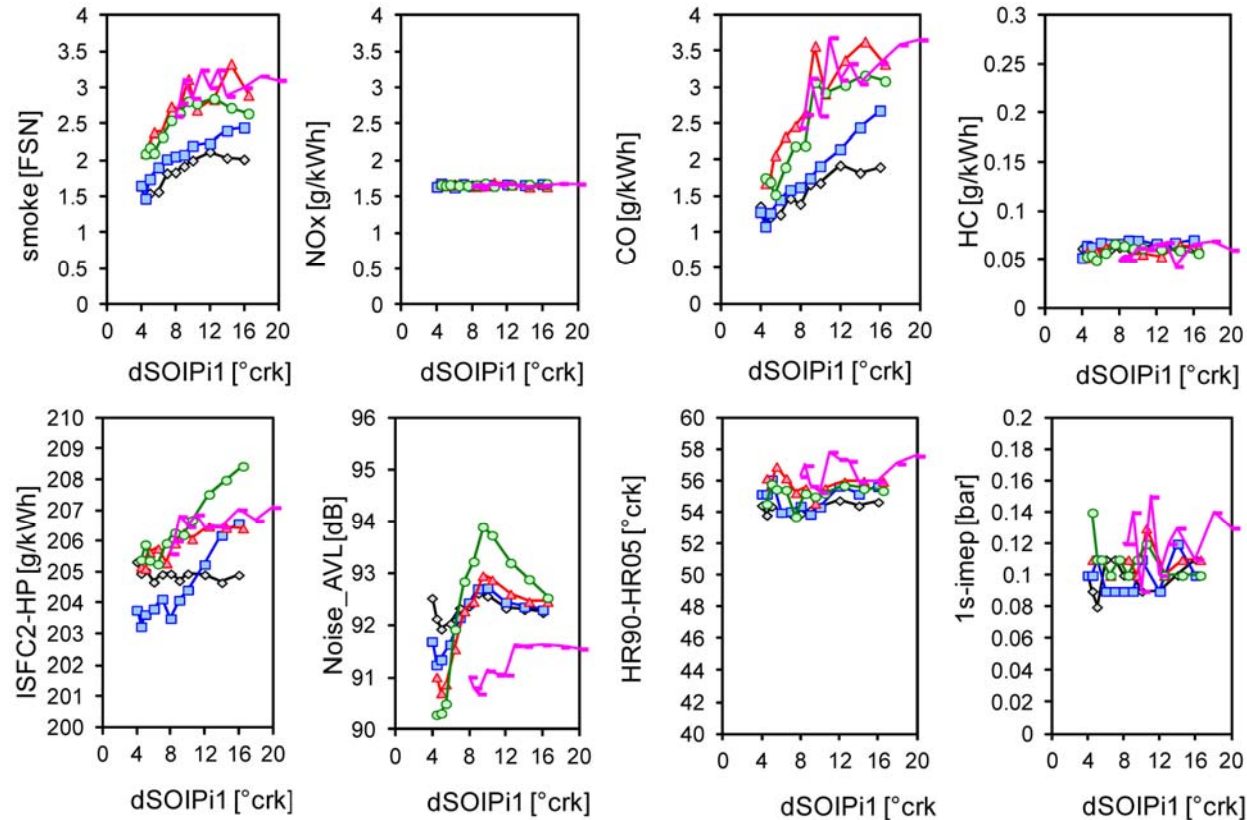 4 4 4 0.3
3.5 3.5 3.5 0.25
3 3 3 0.2
2.5 2.5 2.5 0.15
2 2 2 0.1
1.5 1.5 1.5 0.05
1 1 1 0
0.5 0.5 0.5
0 0 0
smoke [FSN]
NOx [g/kWh]
CO [g/kWh]
HC [g/kWh]
0 4 8 12 16 20 0 4 8 12 16 20 0 4 8 12 16 20 0 4 8 12 16 20
dSOIPi1 [°crk] dSOIPi1 [°crk] dSOIPi1 [°crk] dSOIPi1 [°crk]
210 96 60 0.2
209 95 58 0.18
208 94 56 0.16
207 93 54 0.14
206 92 52 0.12
205 91 50 0.1
204 90 48 0.08
203 46 0.06
202 44 0.04
201 42 0.02
200 40 0
ISFC2-HP [g/kWh]
Noise_AVL [dB]
HR90-HR05 [°crk]
1s-imep [bar]
0 4 8 12 16 20 0 4 8 12 16 20 0 4 8 12 16 20 0 4 8 12 16 20
dSOIPi1 [°crk] dSOIPi1 [°crk] dSOIPi1 [°crk dSOIPi1 [°crk]